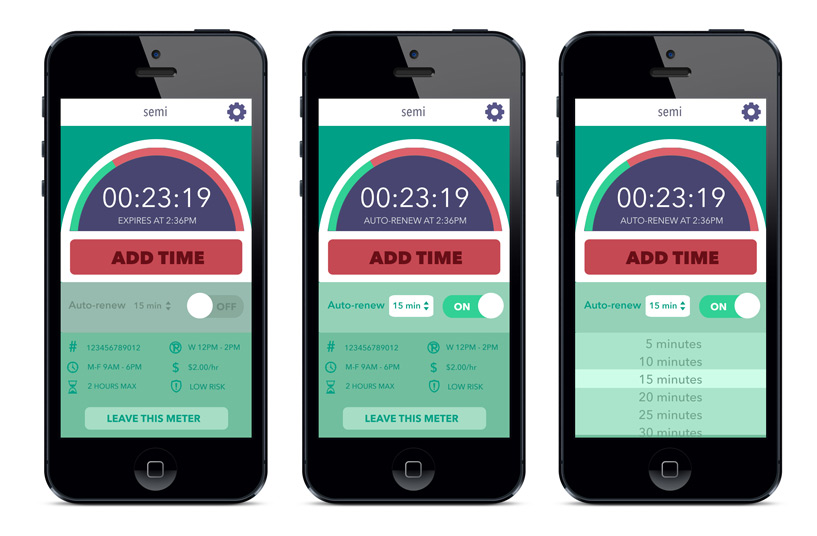 semi
00:23:19
EXPIRES AT 2:36PM
ADD TIME
Auto-renew 15 min OFF
# 123456789012 R W 12PM - 2PM
M-F 9AM - 6PM $ $2.00/hr
2 HOURS MAX LOW RISK
LEAVE THIS METER
semi
00:23:19
AUTO-RENEW AT 2:36PM
ADD TIME
Auto-renew 15 min ON
# 123456789012 R W 12PM - 2PM
M-F 9AM - 6PM $ $2.00/hr
2 HOURS MAX LOW RISK
LEAVE THIS METER
semi
00:23:19
AUTO-RENEW AT 2:36PM
ADD TIME
Auto-renew 15 min ON
5 minutes
10 minutes
15 minutes
20 minutes
25 minutes
30 minutes